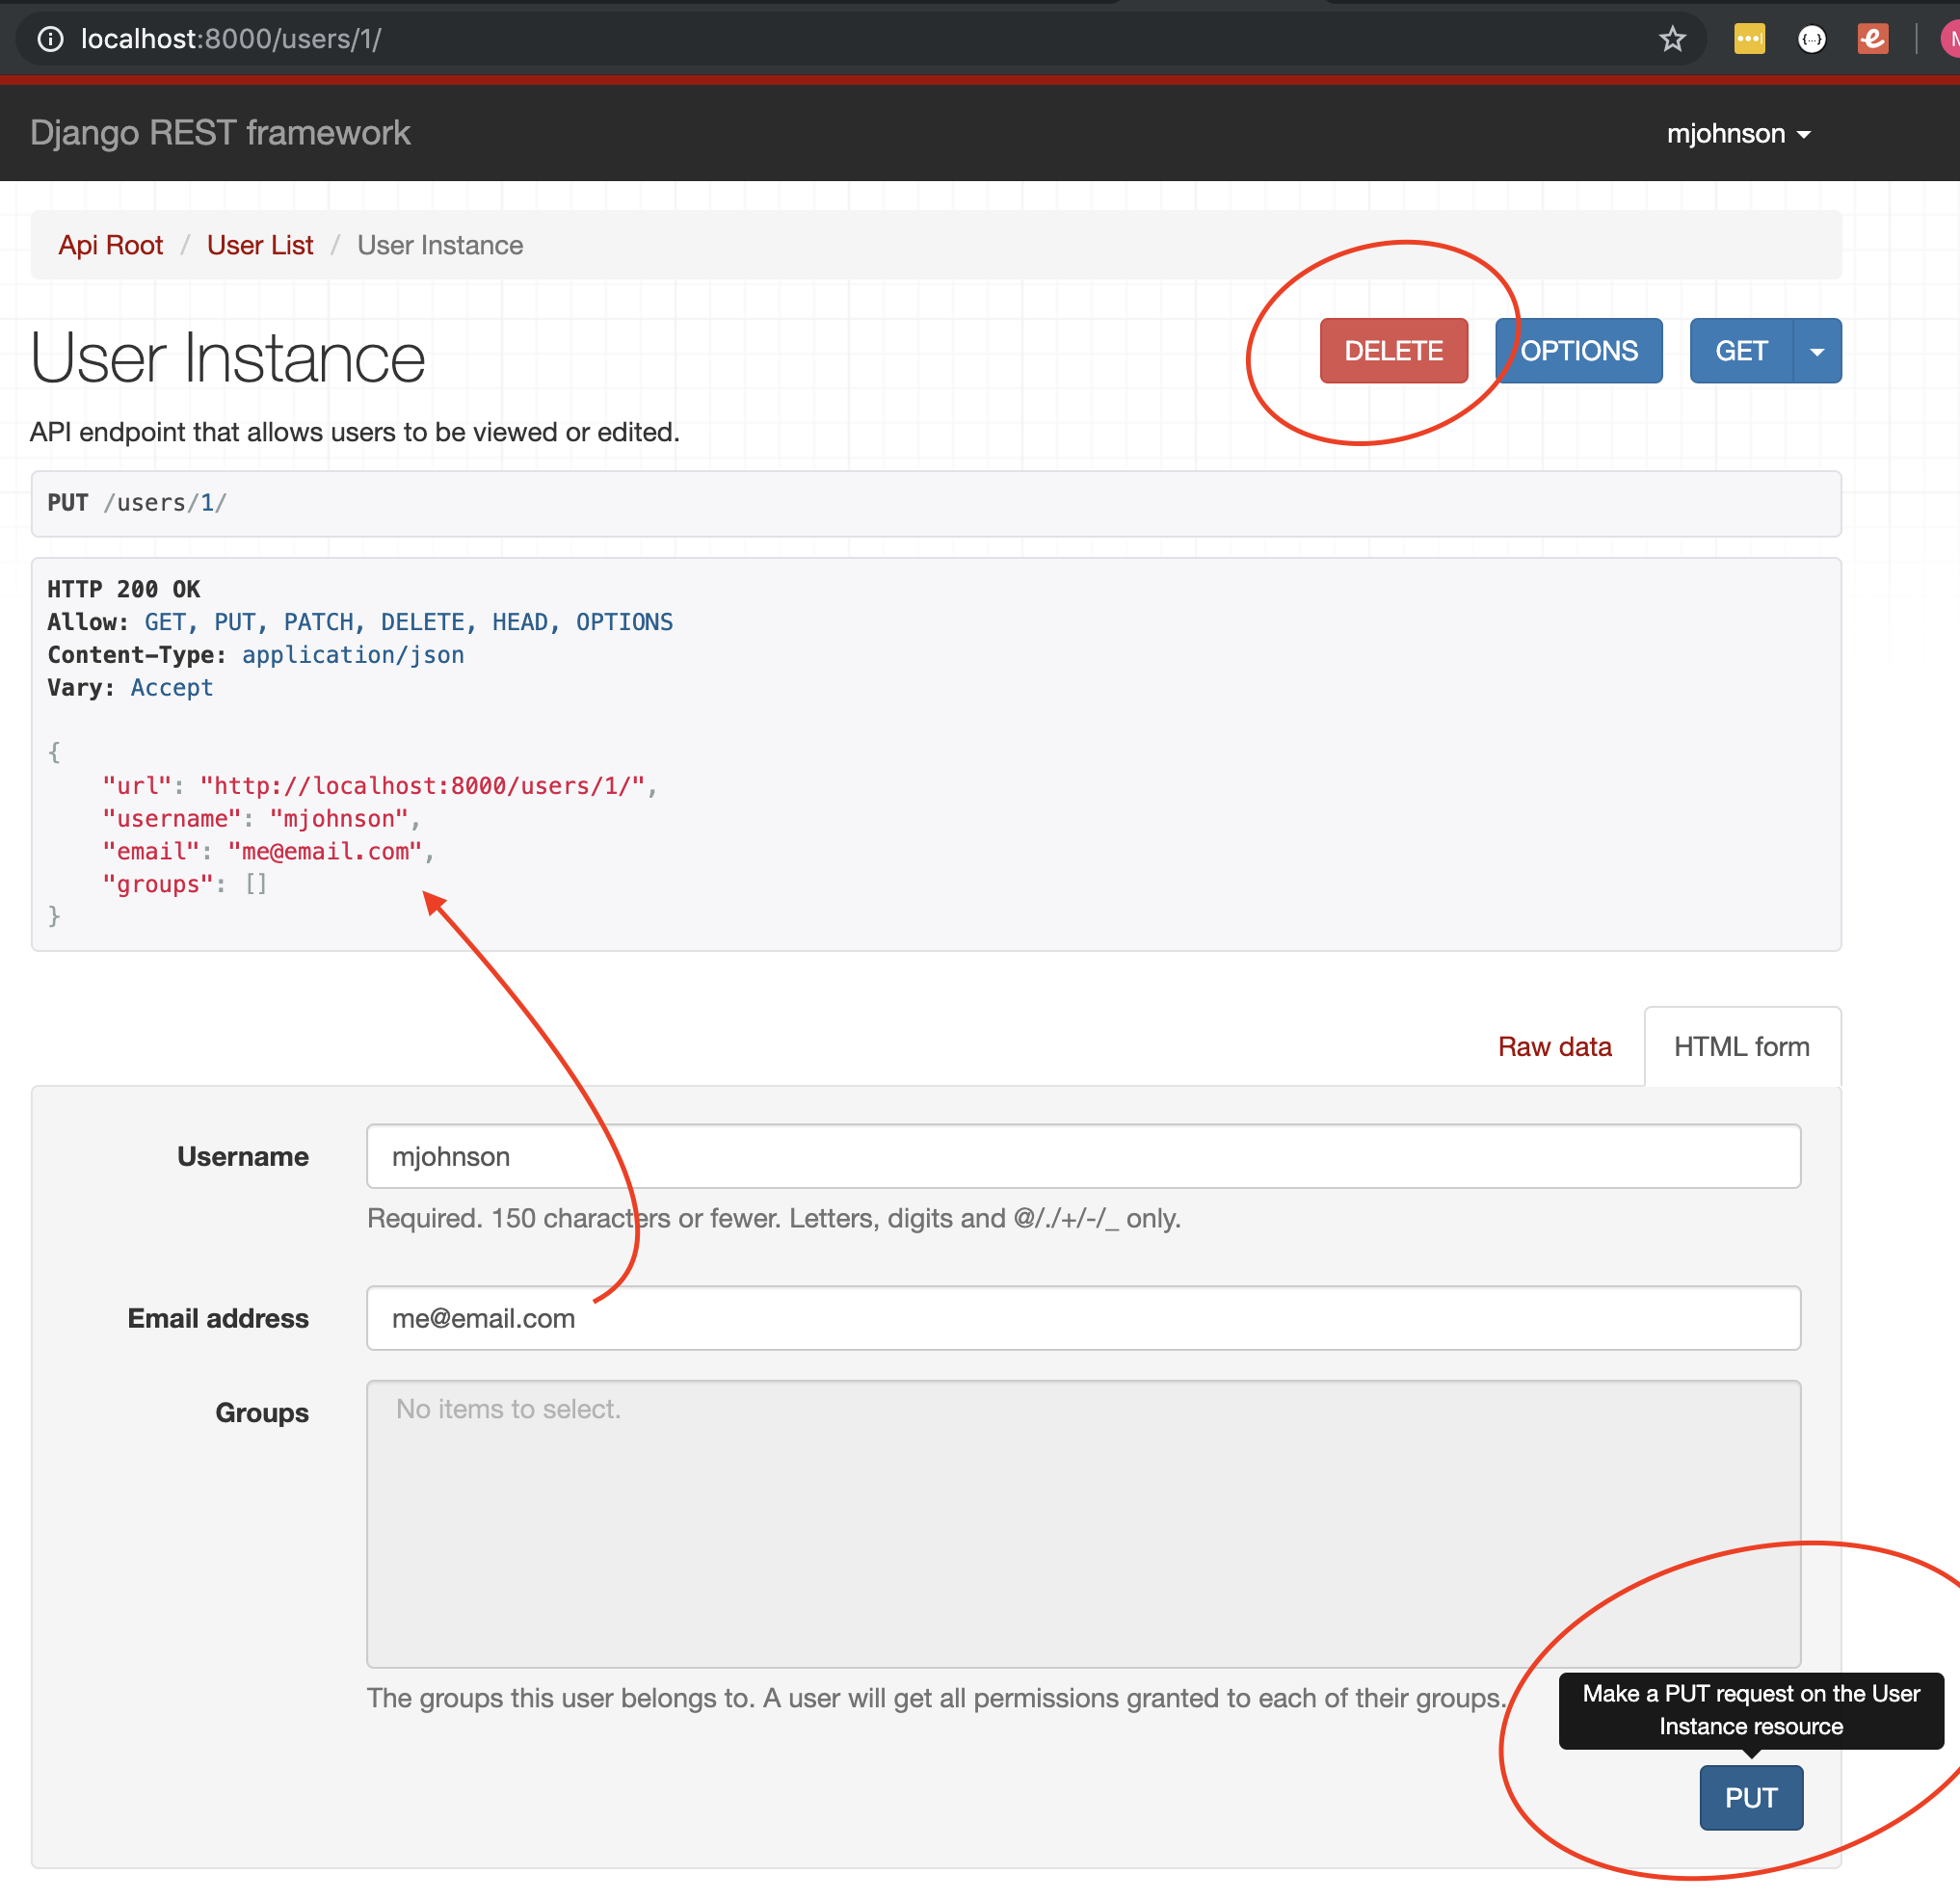 localhost:8000/users/1/
Django REST framework
mjohnson
Api Root / User List / User Instance
User Instance
DELETE
OPTIONS
GET
API endpoint that allows users to be viewed or edited.
PUT /users/1/
HTTP 200 OK
Allow: GET, PUT, PATCH, DELETE, HEAD, OPTIONS
Content-Type: application/json
Vary: Accept
{
    "url": "http://localhost:8000/users/1/",
    "username": "mjohnson",
    "email": "me@email.com",
    "groups": []
}
Raw data
HTML form
Username
mjohnson
Required. 150 characters or fewer. Letters, digits and @/./+/-/_ only.
Email address
me@email.com
Groups
No items to select.
The groups this user belongs to. A user will get all permissions granted to each of their groups.
Make a PUT request on the User
Instance resource
PUT